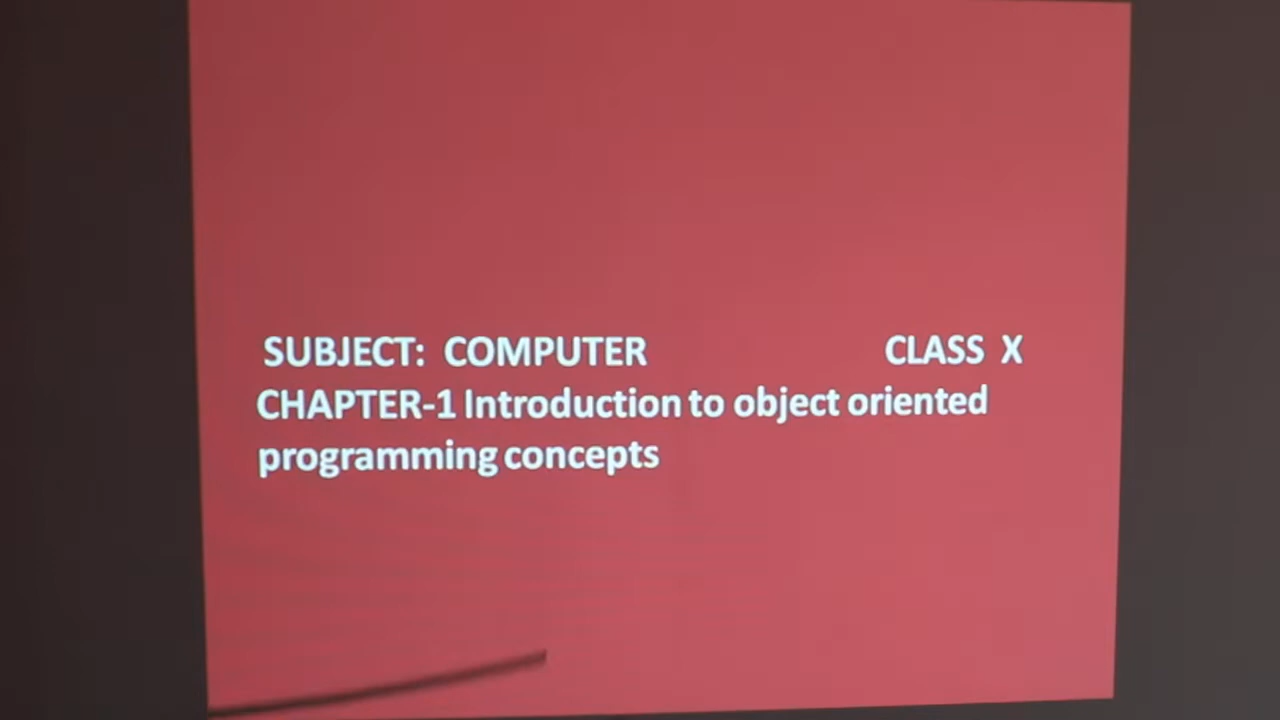 SUBJECT: COMPUTER CLASS X
CHAPTER-1 Introduction to object oriented
programming concepts